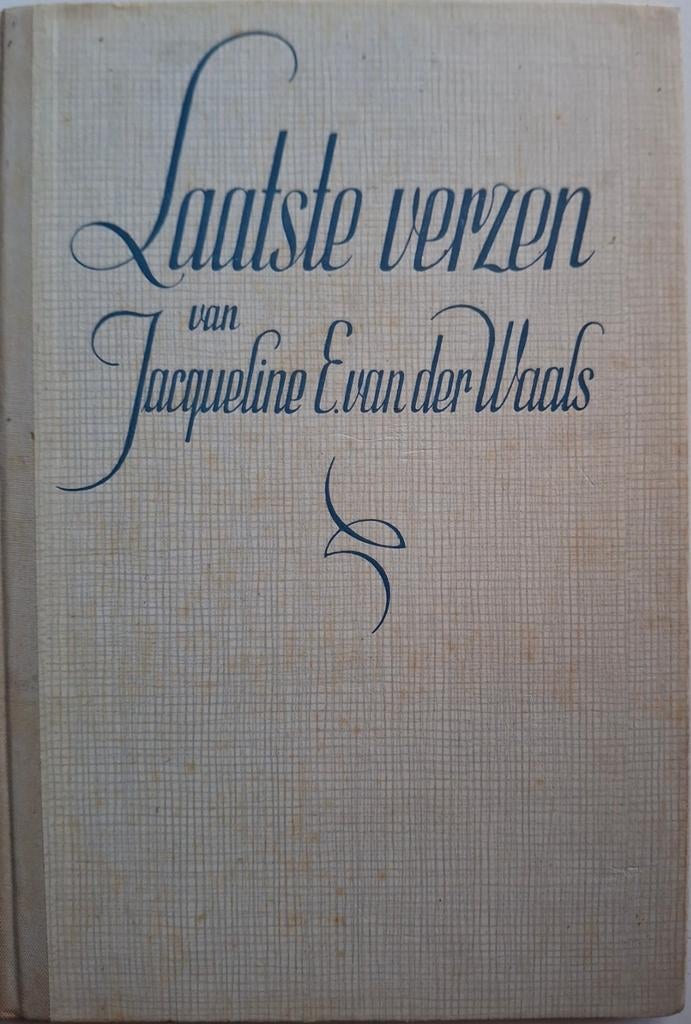 Laatste verzen
van
Jacqueline E. van der Waals